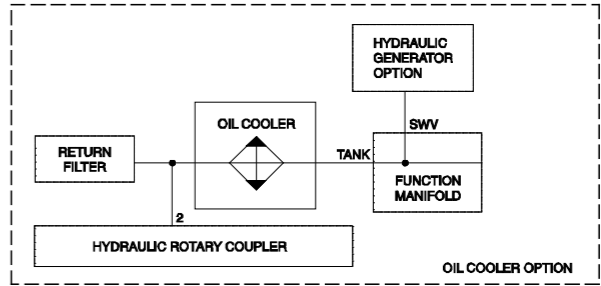 HYDRAULIC
GENERATOR
OPTION
OIL COOLER
SWV
RETURN
FILTER
TANK
FUNCTION
MANIFOLD
2
HYDRAULIC ROTARY COUPLER
OIL COOLER OPTION